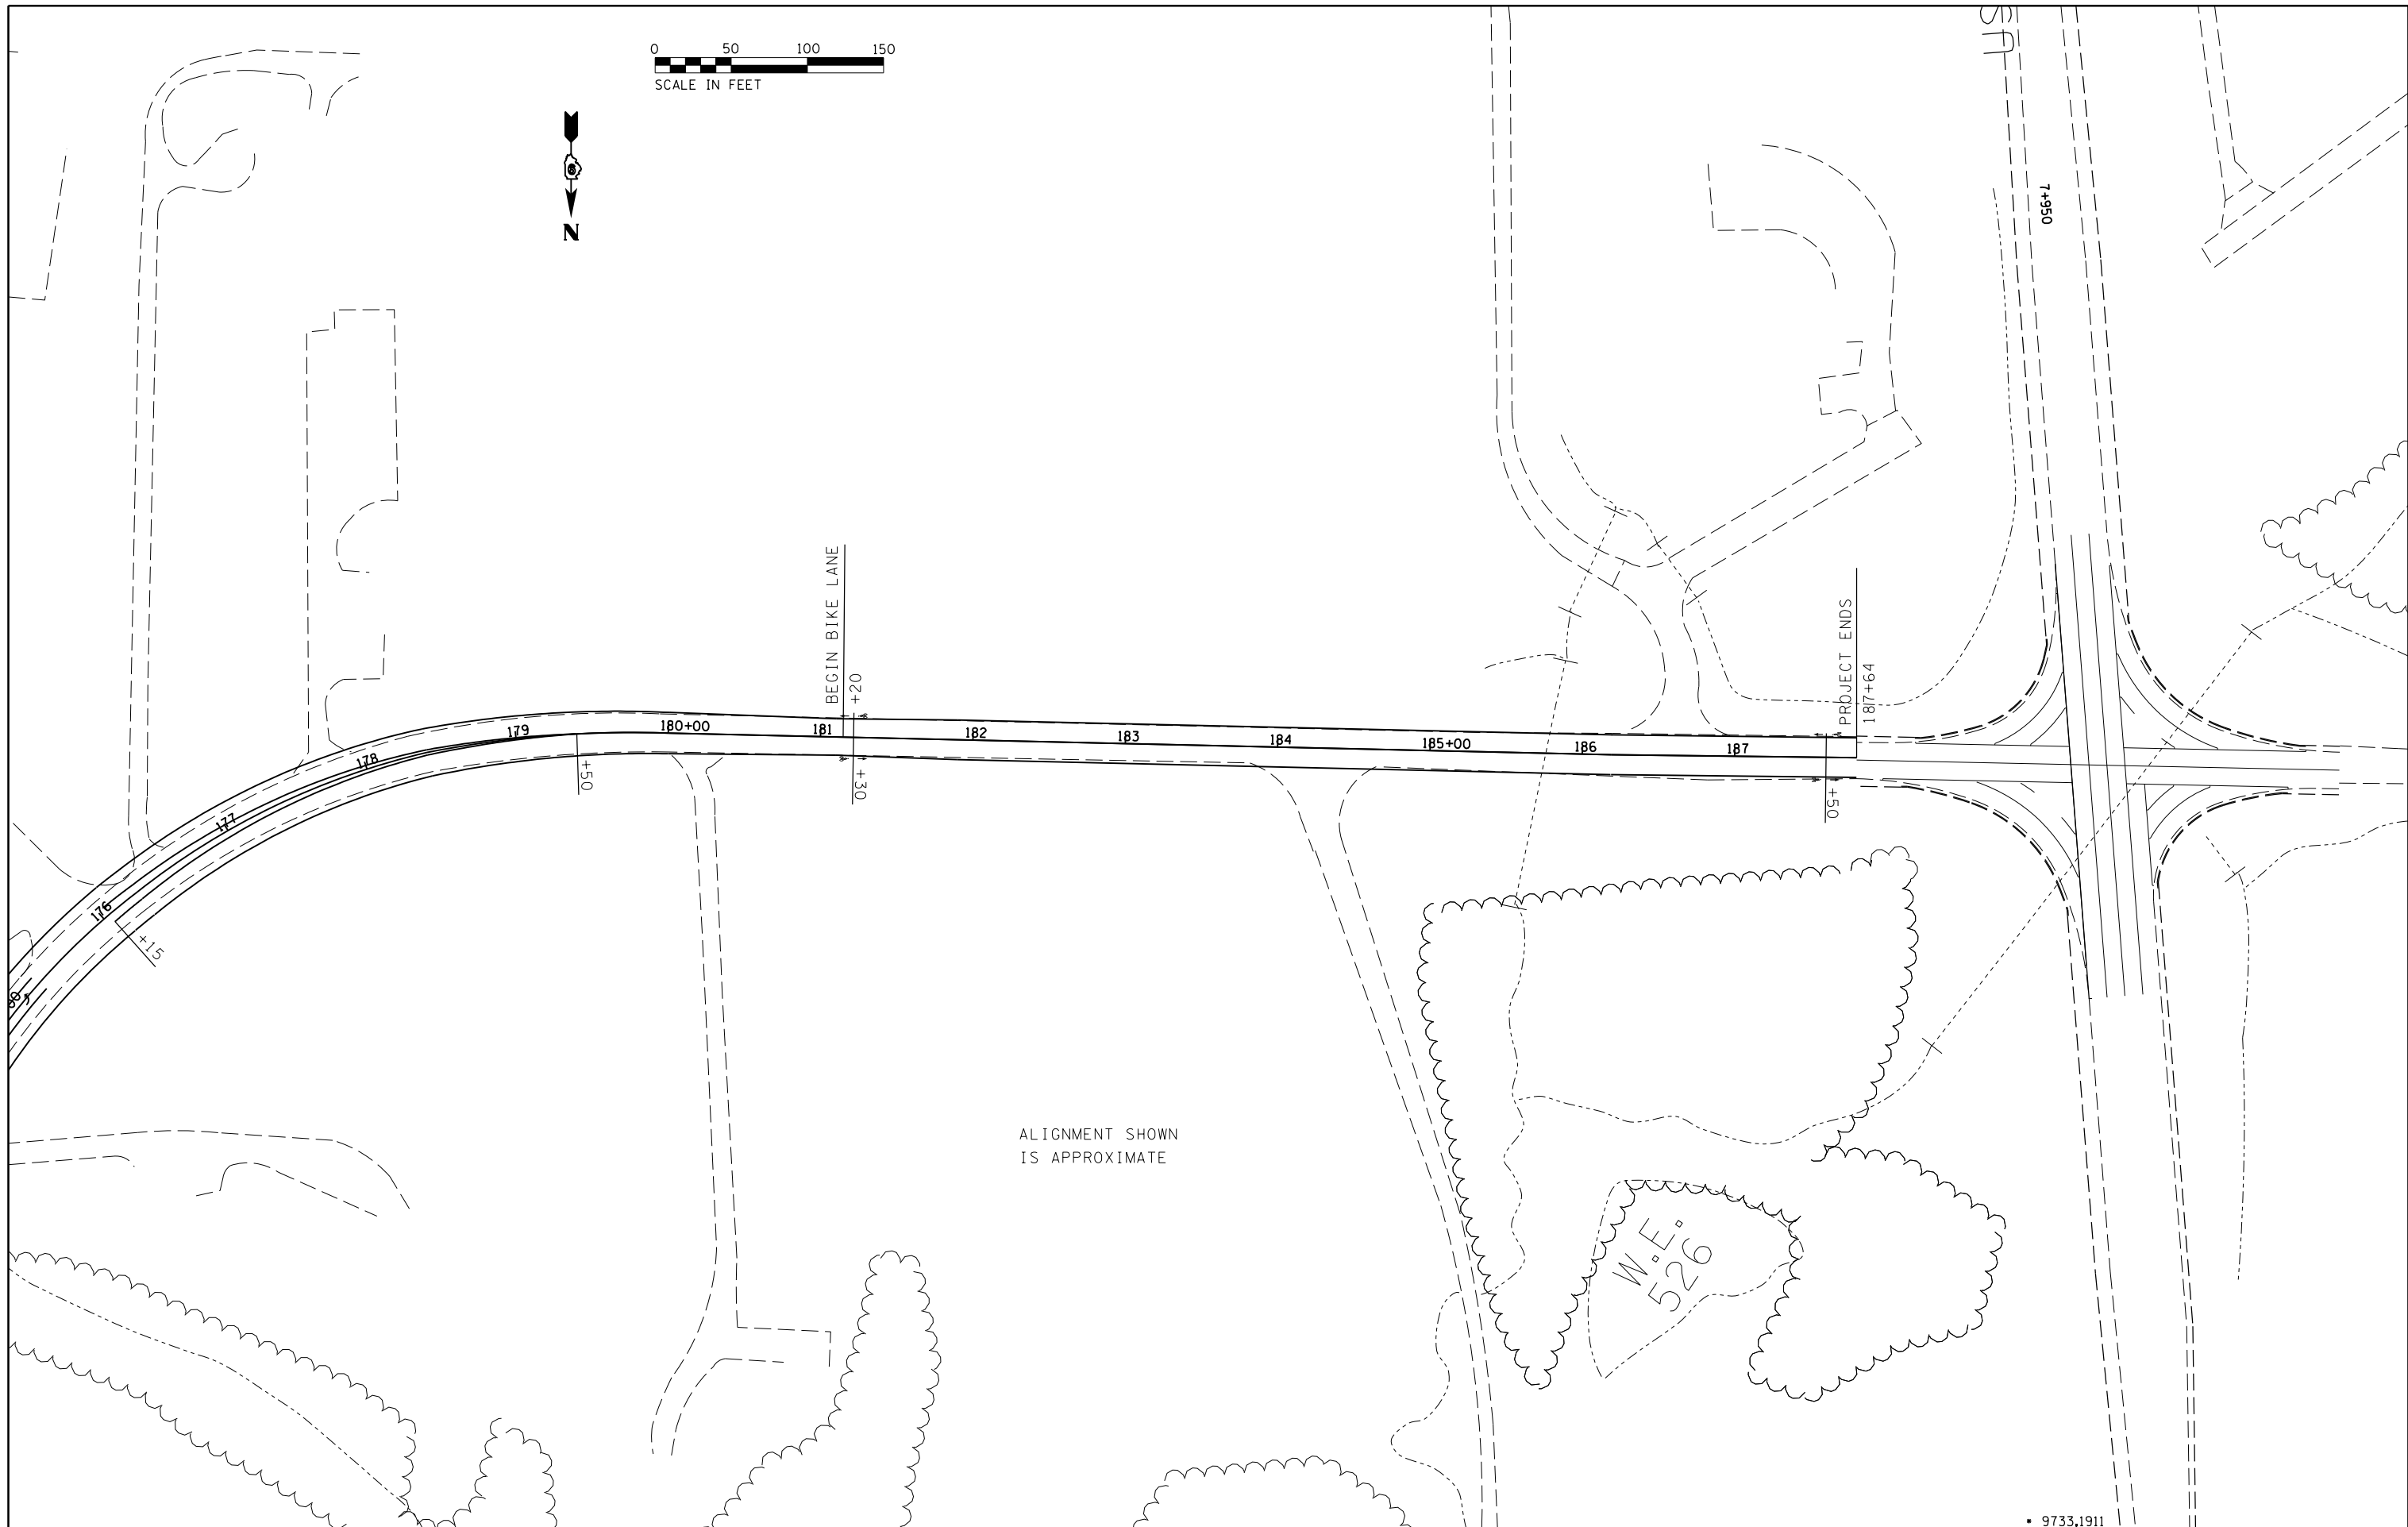 0 50 100 150
SCALE IN FEET
N
7+950
BEGIN BIKE LANE
+20
PROJECT ENDS
187+64
176
177
178
179
180+00
181
182
183
184
185+00
186
187
+15
+50
+30
+50
ALIGNMENT SHOWN
IS APPROXIMATE
W.E.
526
9733,1911